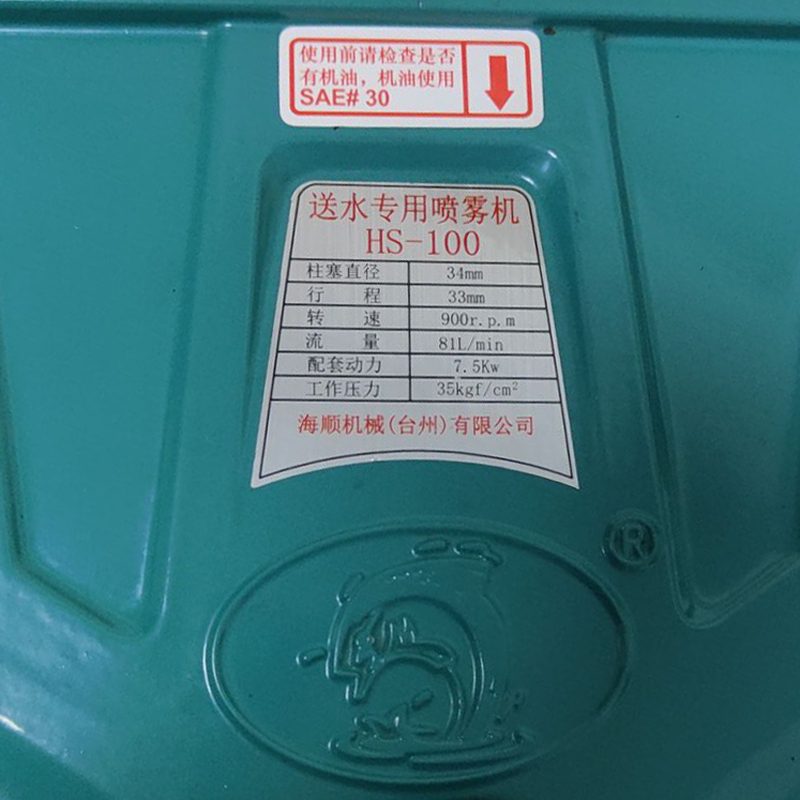 使用前请检查是否
有机油，机油使用
SAE# 30
送水专用喷雾机
HS-100
柱塞直径 34mm
行 程 33mm
转 速 900r.p.m
流 量 81L/min
配套动力 7.5Kw
工作压力 35kgf/cm²
海顺机械(台州)有限公司
®